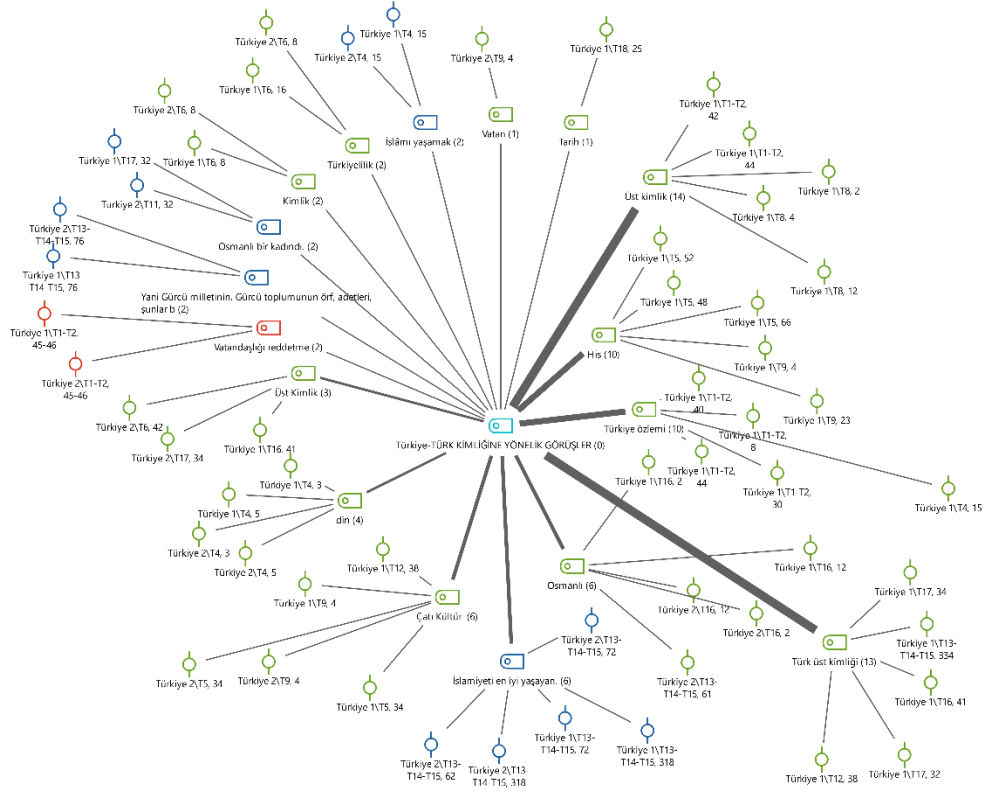 Türkiye 1\T4, 15
Türkiye 2\T6, 8
Türkiye 1\T18, 25
Türkiye 2\T4, 15
Türkiye 2\T9, 4
Türkiye 1\T6, 16
Türkiye 2\T6, 8
Türkiye 1\T1-T2,
42
Vatan (1)
Tarih (1)
İslâmı yaşamak (2)
Türkiyelilik (2)
Türkiye 1\T17, 32
Türkiye 1\T6, 8
Türkiye 1\T1-T2,
44
Türkiye 1\T8, 2
Üst kimlik (14)
Kimlik (2)
Türkiye 1\T8, 4
Türkiye 2\T11, 32
Türkiye 2\T13-
T14-T15, 76
Osmanlı bir kadındı. (2)
Türkiye 1\T5, 52
Türkiye 1\T13
T14 T15, 76
Türkiye 1\T8, 12
Yani Gürcü milletinin. Gürcü toplumunun örf, adetleri,
şunlar b (2)
Türkiye 1\T5, 48
Türkiye 1\T5, 66
Türkiye 1\T1-T2.
45-46
Vatandaşlığı reddetme (2)
His (10)
Türkiye 1\T9, 4
Türkiye 2\T1-T2,
45-46
Üst Kimlik (3)
Türkiye 1\T1-T2,
40
Türkiye 1\T9, 23
Türkiye 2\T6, 42
Türkiye 1\T16, 41
Türkiye özlemi (10)
Türkiye 1\T1-T2,
8
Türkiye-TÜRK KİMLİĞİNE YÖNELİK GÖRÜŞLER (0)
Türkiye 2\T17, 34
Türkiye 1\T4, 3
Türkiye 1\T16, 2
Türkiye 1\T1-T2,
44
Türkiye 1\T1-T2,
30
Türkiye 1\T4, 15
Türkiye 1\T4, 5
din (4)
Türkiye 2\T4, 3
Türkiye 2\T4, 5
Türkiye 1\T12, 38
Türkiye 1\T16, 12
Osmanlı (6)
Türkiye 1\T9, 4
Çatı Kültür (6)
Türkiye 2\T16, 12
Türkiye 2\T16, 2
Türkiye 1\T17, 34
Türkiye 2\T13-
T14-T15, 72
Türkiye 1\T13-
T14-T15. 334
Türk üst kimliği (13)
Türkiye 2\T5, 34
Türkiye 2\T9, 4
İslamiyeti en iyi yaşayan. (6)
Türkiye 2\T13-
T14-T15, 61
Türkiye 1\T5, 34
Türkiye 1\T16, 41
Türkiye 2\T13-
T14-T15, 62
Türkiye 2\T13-
T14 T15, 318
Türkiye 1\T13-
T14-T15, 72
Türkiye 1\T13-
T14-T15, 318
Türkiye 1\T12, 38
Türkiye 1\T17, 32